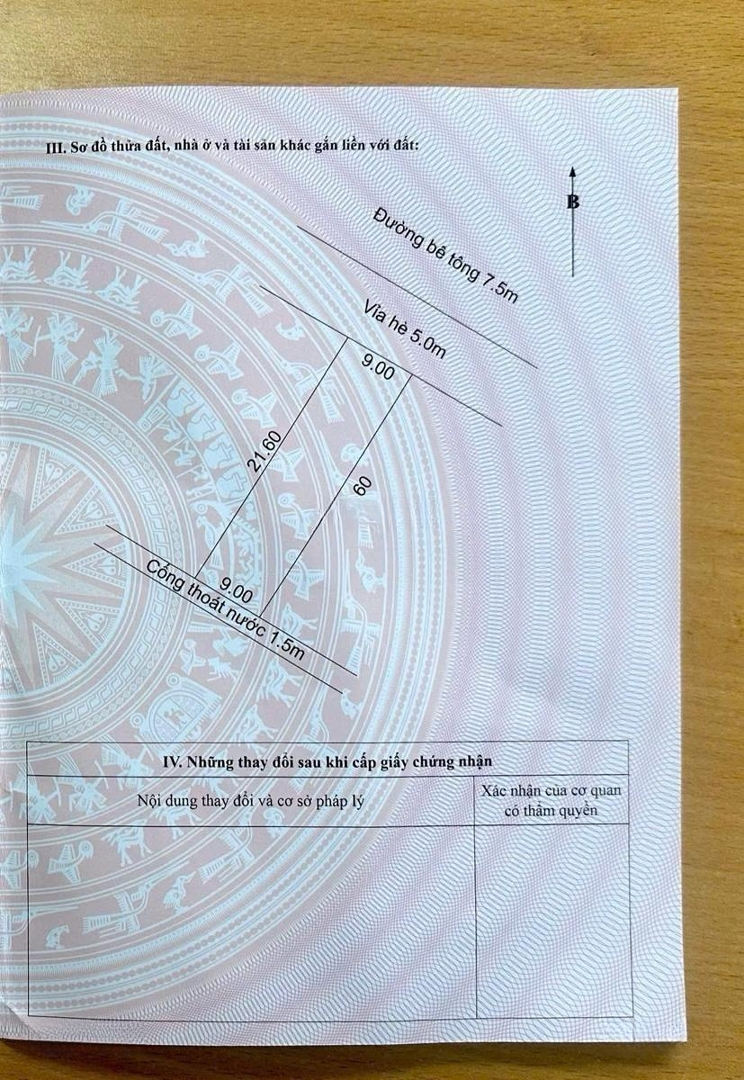 III. Sơ đồ thửa đất, nhà ở và tài sản khác gắn liền với đất:
B
Đường bê tông 7.5m
Vỉa hè 5.0m
9.00
21.60
60
9.00
Cống thoát nước 1.5m
IV. Những thay đổi sau khi cấp giấy chứng nhận
Nội dung thay đổi và cơ sở pháp lý
Xác nhận của cơ quan
có thẩm quyền